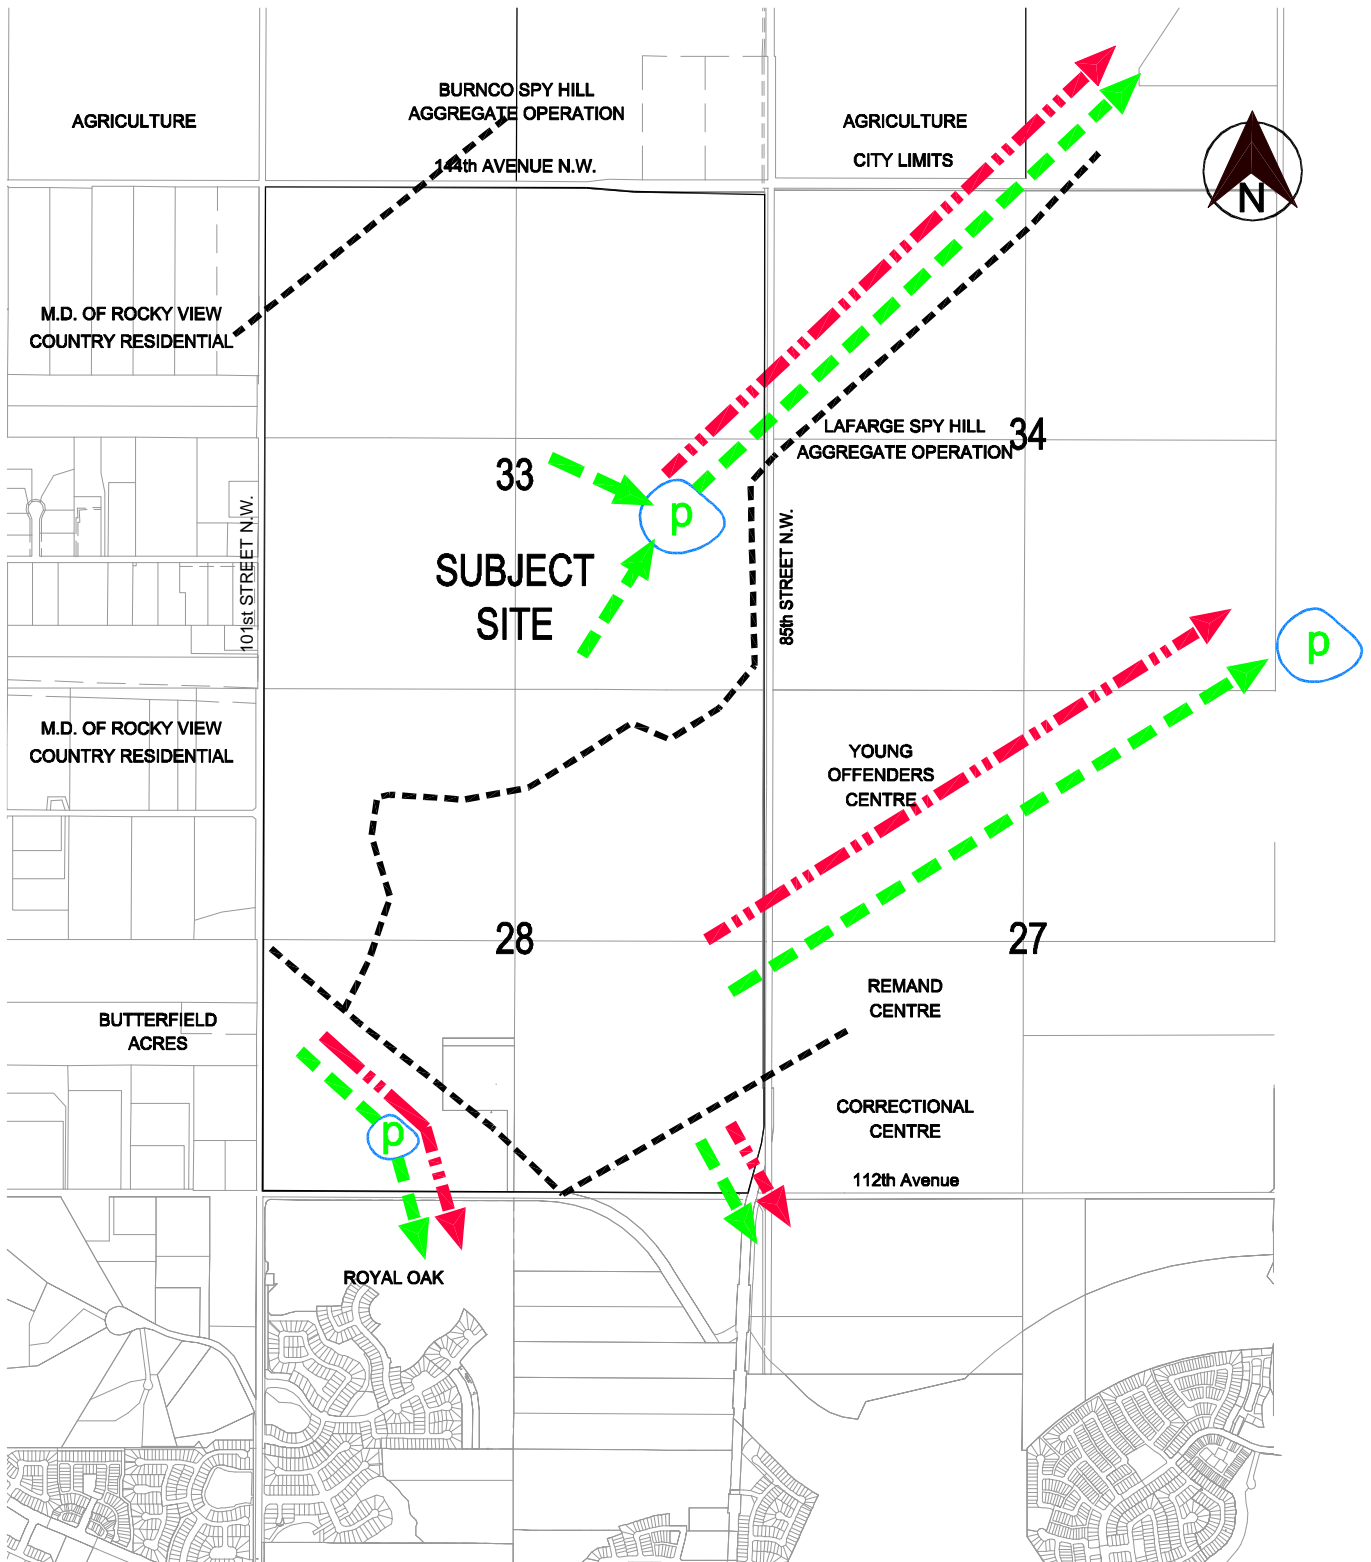 BURNCO SPY HILL
AGGREGATE OPERATION
AGRICULTURE
AGRICULTURE
CITY LIMITS
144th AVENUE N.W.
N
M.D. OF ROCKY VIEW
COUNTRY RESIDENTIAL
LAFARGE SPY HILL
AGGREGATE OPERATION
34
33
p
101st STREET N.W.
85th STREET N.W.
SUBJECT
SITE
p
M.D. OF ROCKY VIEW
COUNTRY RESIDENTIAL
YOUNG
OFFENDERS
CENTRE
28
27
REMAND
CENTRE
BUTTERFIELD
ACRES
p
CORRECTIONAL
CENTRE
112th Avenue
ROYAL OAK